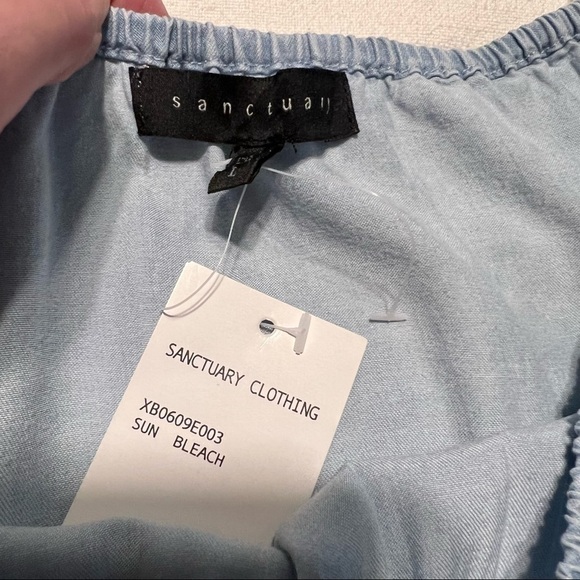 sanctuary
SANCTUARY CLOTHING
XB0609E003
SUN BLEACH